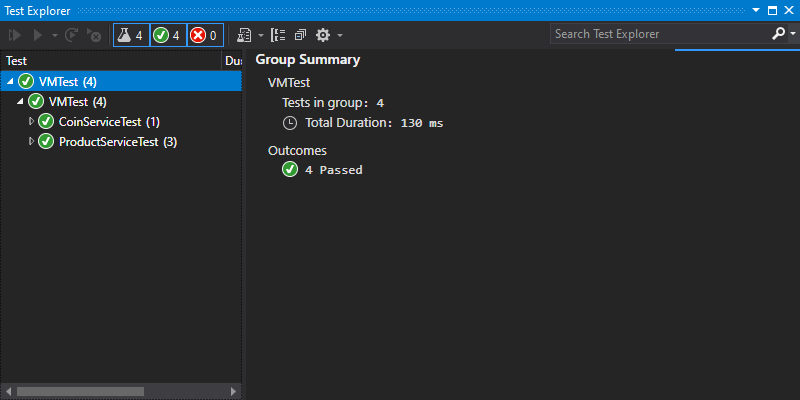 Test Explorer
4 4 0
Search Test Explorer
Test
VMTest (4)
VMTest (4)
CoinServiceTest (1)
ProductServiceTest (3)
Group Summary
VMTest
Tests in group: 4
Total Duration: 130 ms
Outcomes
4 Passed